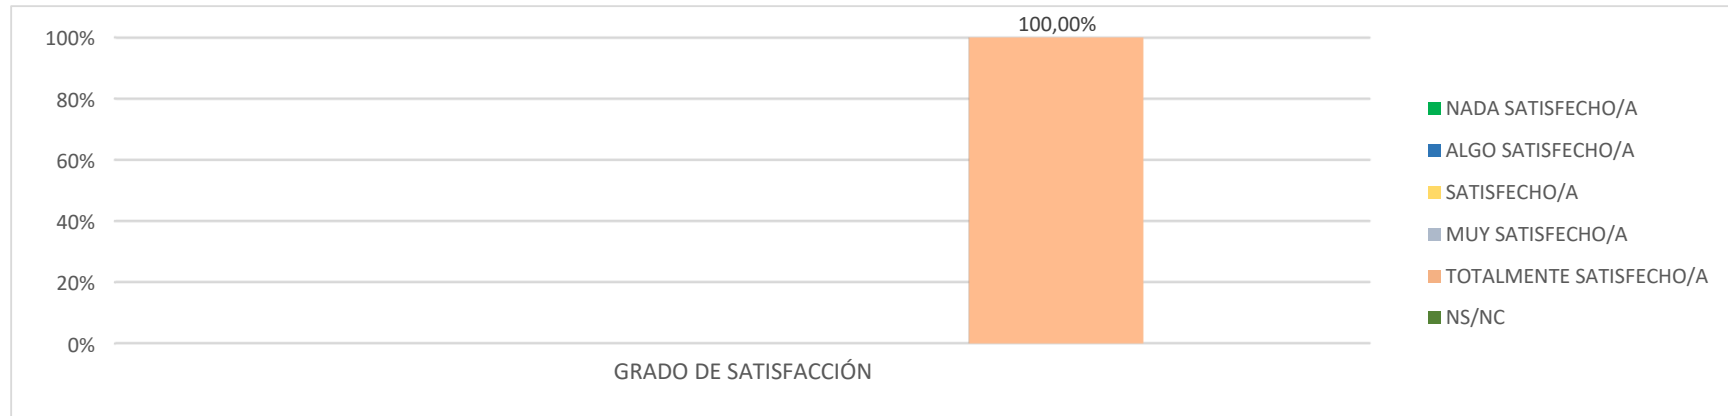 100,00%
100%
80%
60%
40%
20%
0%
GRADO DE SATISFACCIÓN
NADA SATISFECHO/A
ALGO SATISFECHO/A
SATISFECHO/A
MUY SATISFECHO/A
TOTALMENTE SATISFECHO/A
NS/NC